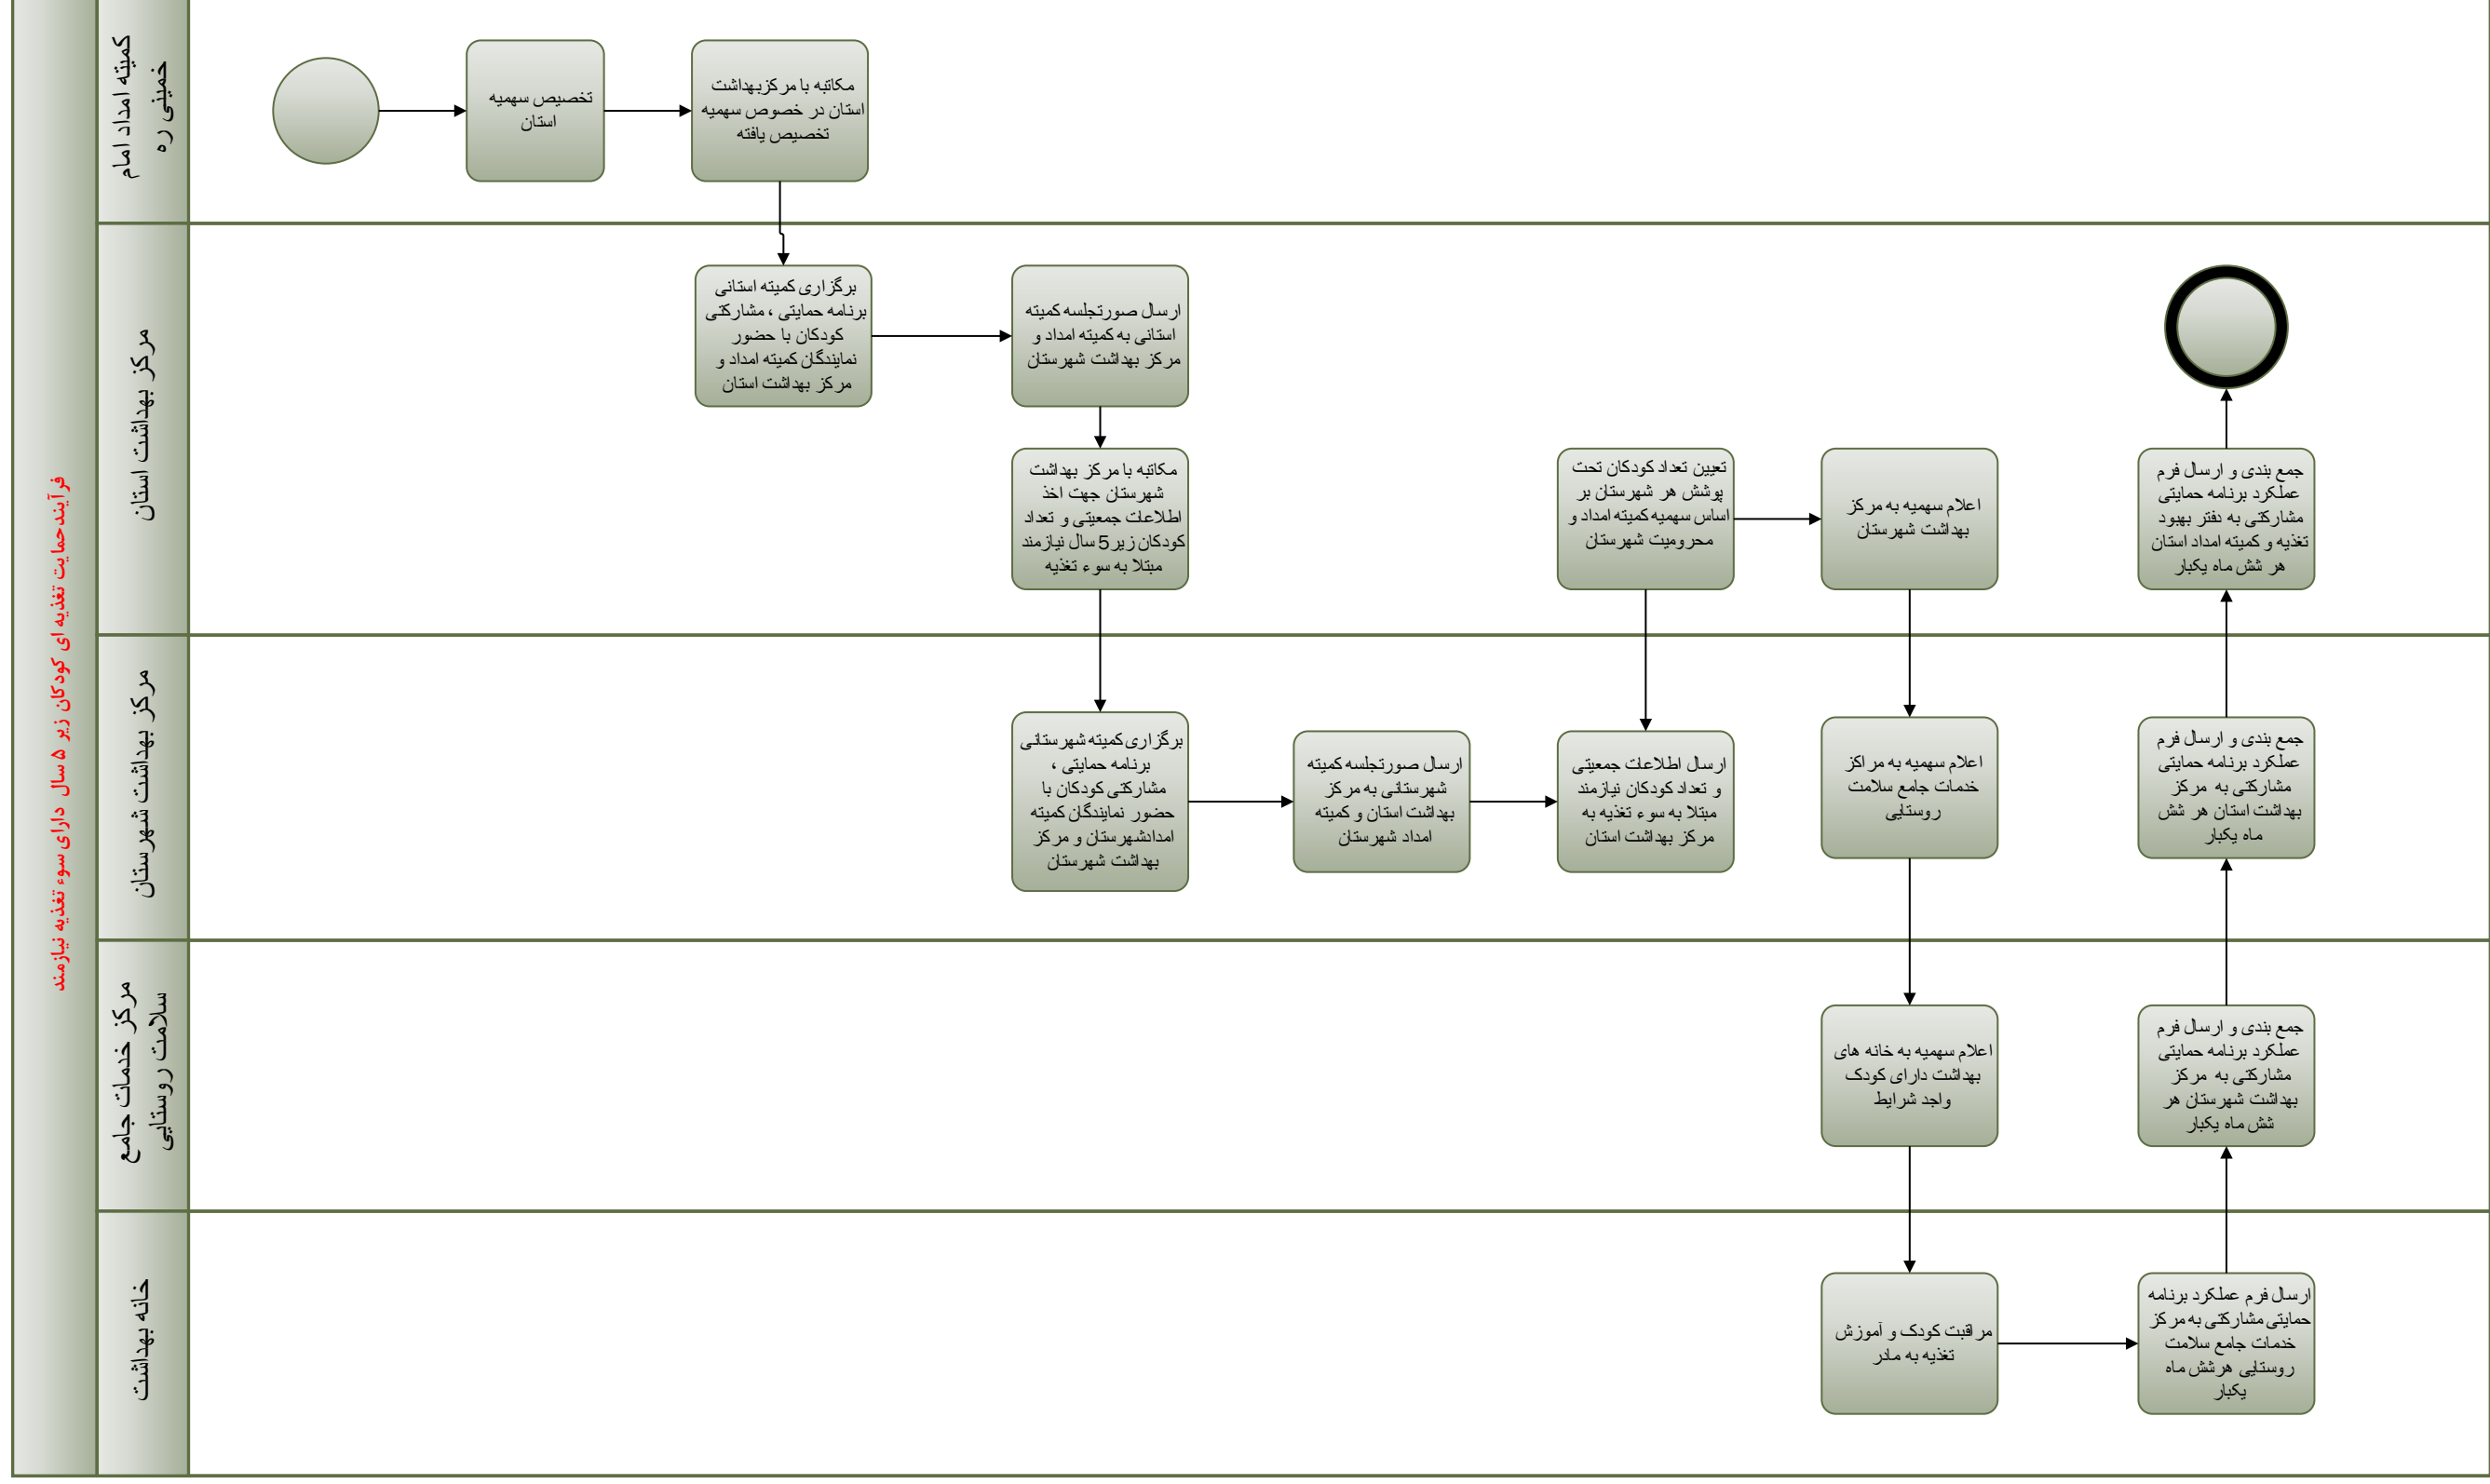 فرآیندحمایت تغذیه ای کودکان زیر ۵ سال دارای سوء تغذیه نیازمند
کمیته امداد امام
خمینی ره
تخصیص سهمیه
استان
مکاتبه با مرکزبهداشت
استان در خصوص سهمیه
تخصیص یافته
مرکز بهداشت استان
برگزاری کمیته استانی
برنامه حمایتی ، مشارکتی
کودکان با حضور
نمایندگان کمیته امداد و
مرکز بهداشت استان
ارسال صورتجلسه کمیته
استانی به کمیته امداد و
مرکز بهداشت شهرستان
مکاتبه با مرکز بهداشت
شهرستان جهت اخذ
اطلاعات جمعیتی و تعداد
کودکان زیر5 سال نیازمند
مبتلا به سوء تغذیه
تعیین تعداد کودکان تحت
پوشش هر شهرستان بر
اساس سهمیه کمیته امداد و
محرومیت شهرستان
اعلام سهمیه به مرکز
بهداشت شهرستان
جمع بندی و ارسال فرم
عملکرد برنامه حمایتی
مشارکتی به دفتر بهبود
تغذیه و کمیته امداد استان
هر شش ماه یکبار
مرکز بهداشت شهرستان
برگزاری کمیته شهرستانی
برنامه حمایتی ،
مشارکتی کودکان با
حضور نمایندگان کمیته
امدادشهرستان و مرکز
بهداشت شهرستان
ارسال صورتجلسه کمیته
شهرستانی به مرکز
بهداشت استان و کمیته
امداد شهرستان
ارسال اطلاعات جمعیتی
و تعداد کودکان نیازمند
مبتلا به سوء تغذیه به
مرکز بهداشت استان
اعلام سهمیه به مراکز
خدمات جامع سلامت
روستایی
جمع بندی و ارسال فرم
عملکرد برنامه حمایتی
مشارکتی به مرکز
بهداشت استان هر شش
ماه یکبار
مرکز خدمات جامع
سلامت روستایی
اعلام سهمیه به خانه های
بهداشت دارای کودک
واجد شرایط
جمع بندی و ارسال فرم
عملکرد برنامه حمایتی
مشارکتی به مرکز
بهداشت شهرستان هر
شش ماه یکبار
خانه بهداشت
مراقبت کودک و آموزش
تغذیه به مادر
ارسال فرم عملکرد برنامه
حمایتی مشارکتی به مرکز
خدمات جامع سلامت
روستایی هرشش ماه
یکبار